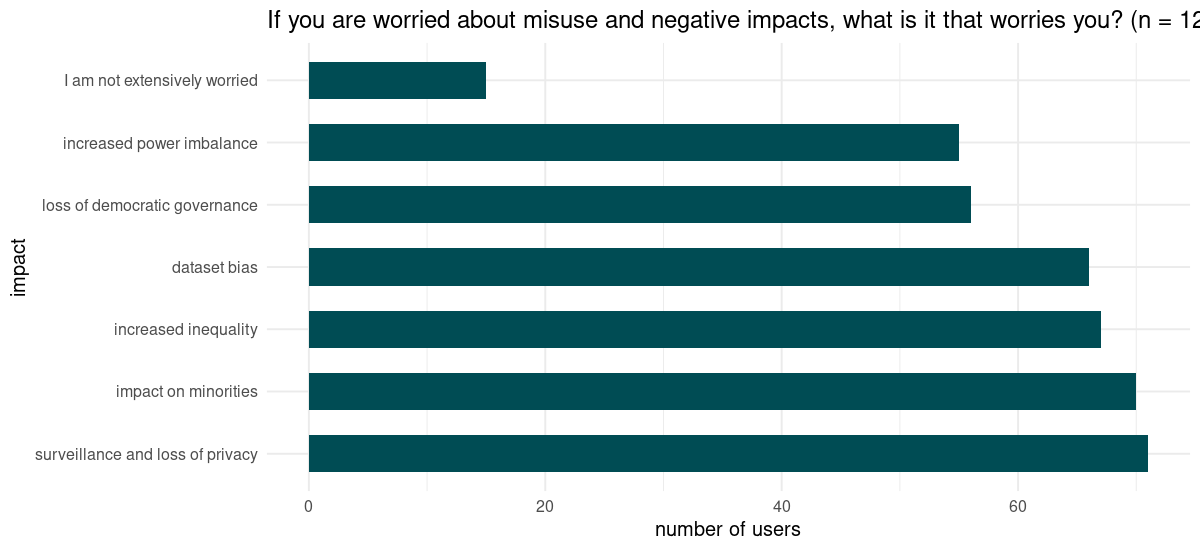 If you are worried about misuse and negative impacts, what is it that worries you? (n = 12
I am not extensively worried
increased power imbalance
loss of democratic governance
dataset bias
increased inequality
impact on minorities
surveillance and loss of privacy
impact
0 20 40 60
number of users